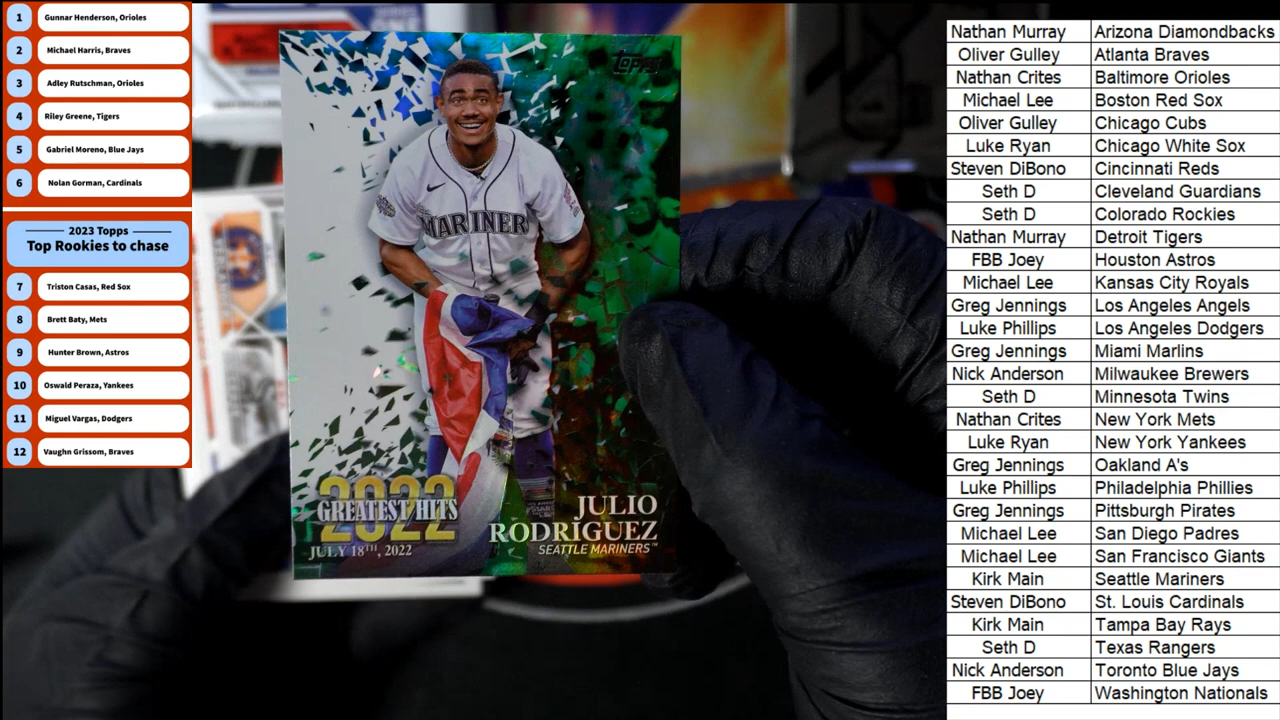 1 Gunnar Henderson, Orioles
2 Michael Harris, Braves
3 Adley Rutschman, Orioles
4 Riley Greene, Tigers
5 Gabriel Moreno, Blue Jays
6 Nolan Gorman, Cardinals
2023 Topps
Top Rookies to chase
7 Triston Casas, Red Sox
8 Brett Baty, Mets
9 Hunter Brown, Astros
10 Oswald Peraza, Yankees
11 Miguel Vargas, Dodgers
12 Vaughn Grissom, Braves
TOPPS
MARINER
2022
GREATEST HITS
JULY 18TH, 2022
JULIO
RODRIGUEZ
SEATTLE MARINERS™
Nathan Murray Arizona Diamondbacks
Oliver Gulley Atlanta Braves
Nathan Crites Baltimore Orioles
Michael Lee Boston Red Sox
Oliver Gulley Chicago Cubs
Luke Ryan Chicago White Sox
Steven DiBono Cincinnati Reds
Seth D Cleveland Guardians
Seth D Colorado Rockies
Nathan Murray Detroit Tigers
FBB Joey Houston Astros
Michael Lee Kansas City Royals
Greg Jennings Los Angeles Angels
Luke Phillips Los Angeles Dodgers
Greg Jennings Miami Marlins
Nick Anderson Milwaukee Brewers
Seth D Minnesota Twins
Nathan Crites New York Mets
Luke Ryan New York Yankees
Greg Jennings Oakland A's
Luke Phillips Philadelphia Phillies
Greg Jennings Pittsburgh Pirates
Michael Lee San Diego Padres
Michael Lee San Francisco Giants
Kirk Main Seattle Mariners
Steven DiBono St. Louis Cardinals
Kirk Main Tampa Bay Rays
Seth D Texas Rangers
Nick Anderson Toronto Blue Jays
FBB Joey Washington Nationals